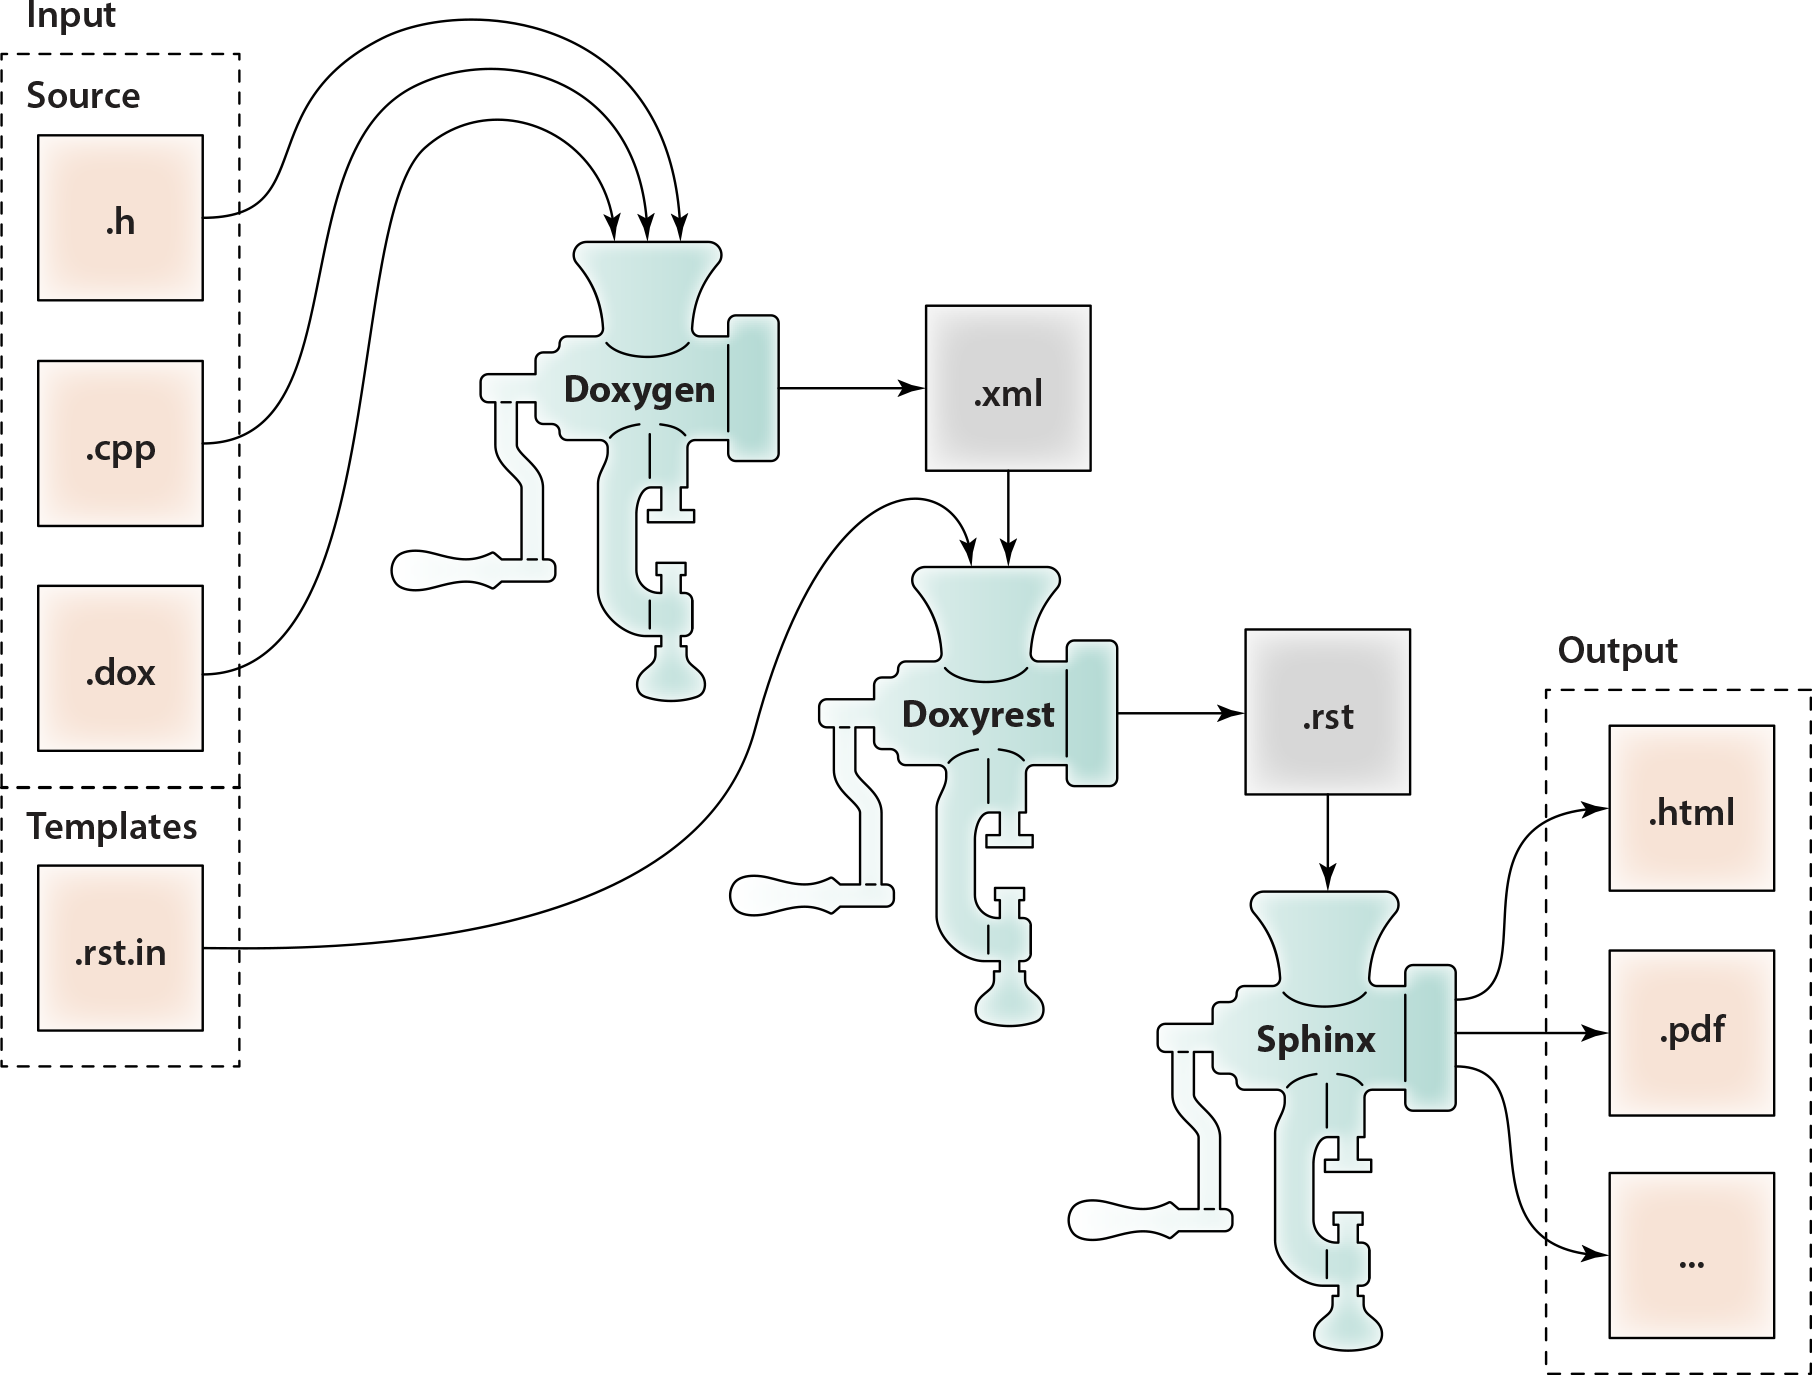 Input
Source
.h
.cpp
.dox
Templates
.rst.in
Doxygen
.xml
Doxyrest
.rst
Sphinx
Output
.html
.pdf
...